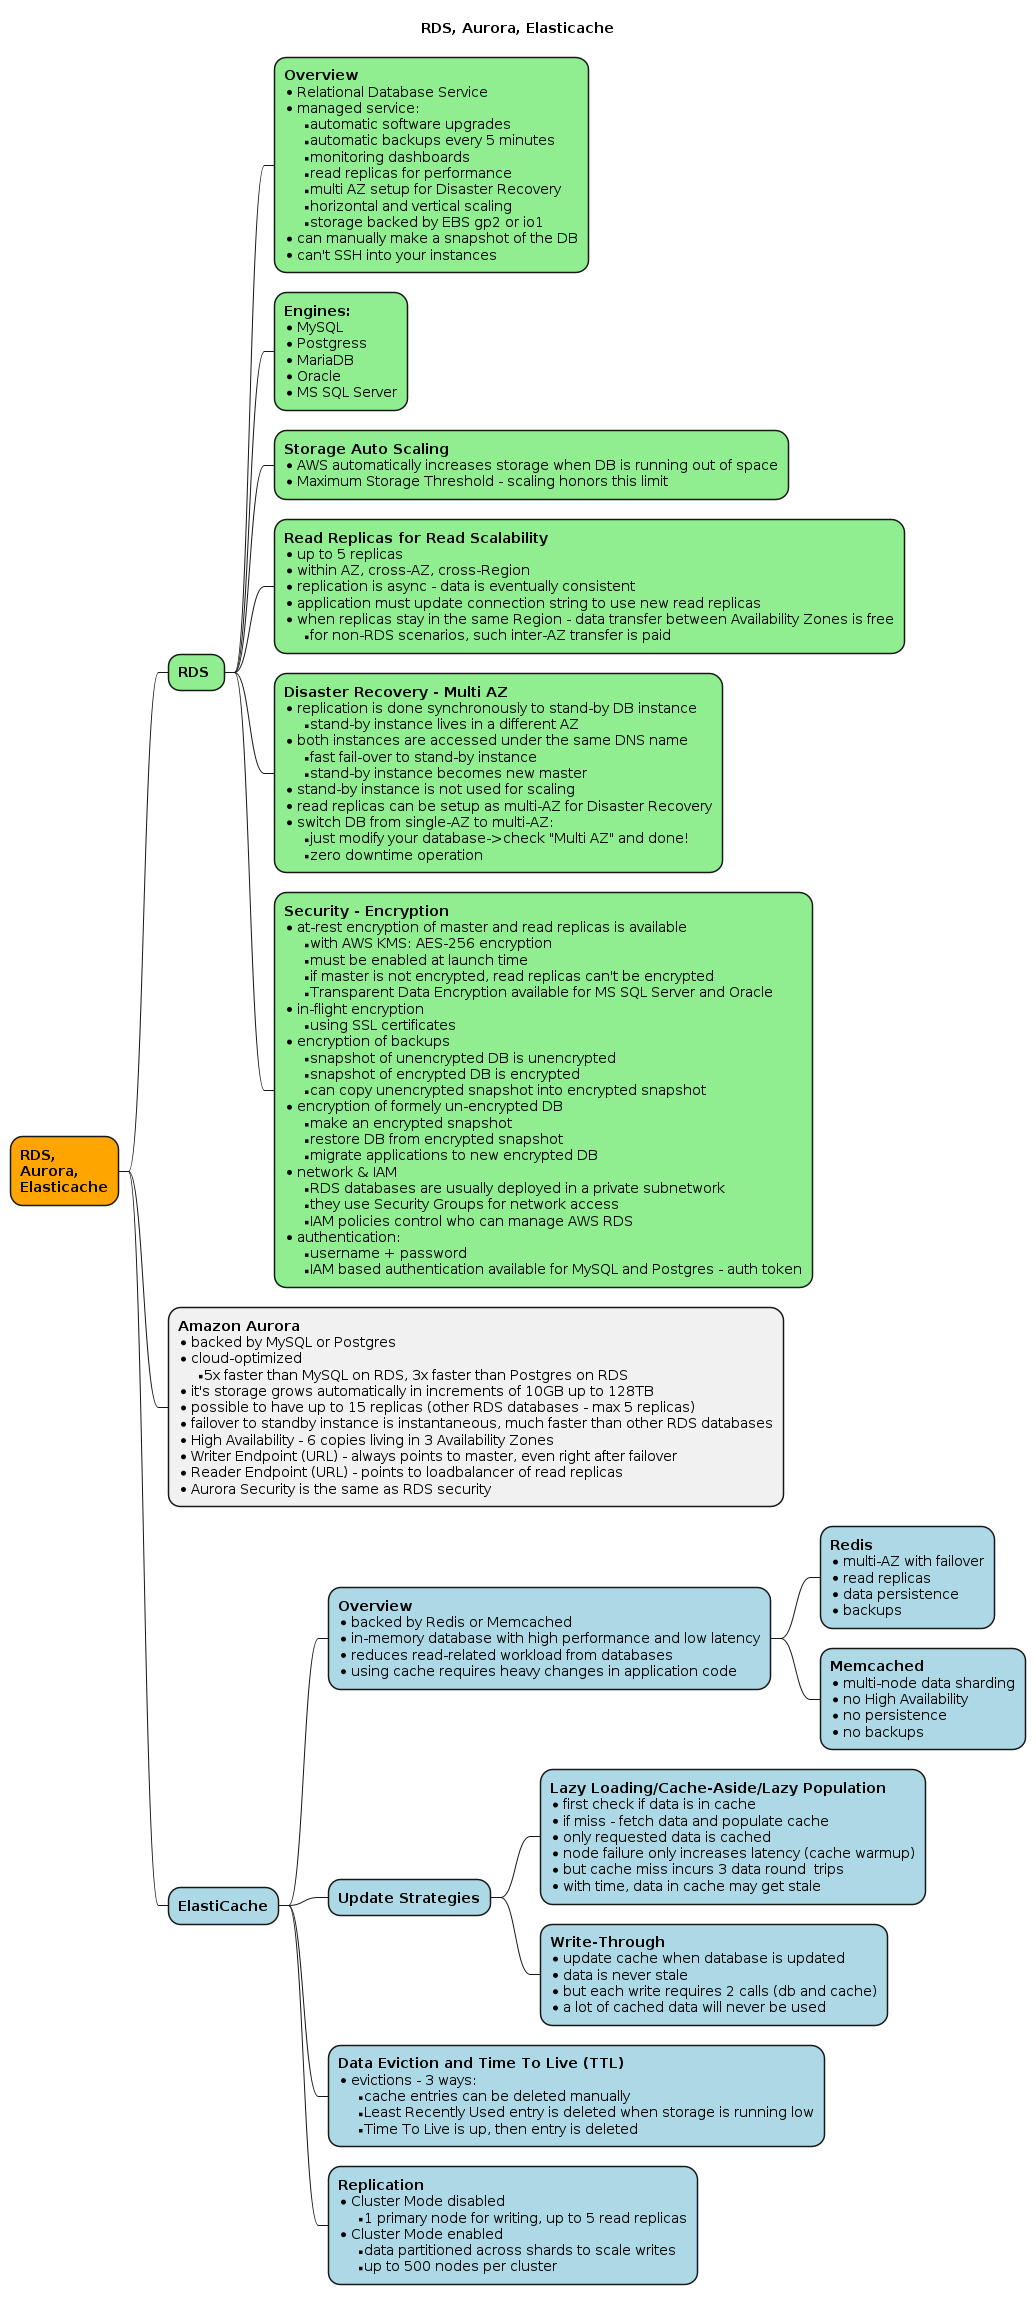 RDS, Aurora, Elasticache
Overview
• Relational Database Service
• managed service:
▪automatic software upgrades
▪automatic backups every 5 minutes
▪monitoring dashboards
▪read replicas for performance
▪multi AZ setup for Disaster Recovery
▪horizontal and vertical scaling
▪storage backed by EBS gp2 or io1
• can manually make a snapshot of the DB
• can't SSH into your instances
Engines:
• MySQL
• Postgress
• MariaDB
• Oracle
• MS SQL Server
Storage Auto Scaling
• AWS automatically increases storage when DB is running out of space
• Maximum Storage Threshold - scaling honors this limit
Read Replicas for Read Scalability
• up to 5 replicas
• within AZ, cross-AZ, cross-Region
• replication is async - data is eventually consistent
• application must update connection string to use new read replicas
• when replicas stay in the same Region - data transfer between Availability Zones is free
▪for non-RDS scenarios, such inter-AZ transfer is paid
RDS
Disaster Recovery - Multi AZ
• replication is done synchronously to stand-by DB instance
▪stand-by instance lives in a different AZ
• both instances are accessed under the same DNS name
▪fast fail-over to stand-by instance
▪stand-by instance becomes new master
• stand-by instance is not used for scaling
• read replicas can be setup as multi-AZ for Disaster Recovery
• switch DB from single-AZ to multi-AZ:
▪just modify your database->check "Multi AZ" and done!
▪zero downtime operation
Security - Encryption
• at-rest encryption of master and read replicas is available
▪with AWS KMS: AES-256 encryption
▪must be enabled at launch time
▪if master is not encrypted, read replicas can't be encrypted
▪Transparent Data Encryption available for MS SQL Server and Oracle
• in-flight encryption
▪using SSL certificates
• encryption of backups
▪snapshot of unencrypted DB is unencrypted
▪snapshot of encrypted DB is encrypted
▪can copy unencrypted snapshot into encrypted snapshot
• encryption of formely un-encrypted DB
▪make an encrypted snapshot
▪restore DB from encrypted snapshot
▪migrate applications to new encrypted DB
• network & IAM
▪RDS databases are usually deployed in a private subnetwork
▪they use Security Groups for network access
▪IAM policies control who can manage AWS RDS
• authentication:
▪username + password
▪IAM based authentication available for MySQL and Postgres - auth token
RDS,
Aurora,
Elasticache
Amazon Aurora
• backed by MySQL or Postgres
• cloud-optimized
▪5x faster than MySQL on RDS, 3x faster than Postgres on RDS
• it's storage grows automatically in increments of 10GB up to 128TB
• possible to have up to 15 replicas (other RDS databases - max 5 replicas)
• failover to standby instance is instantaneous, much faster than other RDS databases
• High Availability - 6 copies living in 3 Availability Zones
• Writer Endpoint (URL) - always points to master, even right after failover
• Reader Endpoint (URL) - points to loadbalancer of read replicas
• Aurora Security is the same as RDS security
Overview
• backed by Redis or Memcached
• in-memory database with high performance and low latency
• reduces read-related workload from databases
• using cache requires heavy changes in application code
Redis
• multi-AZ with failover
• read replicas
• data persistence
• backups
Memcached
• multi-node data sharding
• no High Availability
• no persistence
• no backups
ElastiCache
Update Strategies
Lazy Loading/Cache-Aside/Lazy Population
• first check if data is in cache
• if miss - fetch data and populate cache
• only requested data is cached
• node failure only increases latency (cache warmup)
• but cache miss incurs 3 data round  trips
• with time, data in cache may get stale
Write-Through
• update cache when database is updated
• data is never stale
• but each write requires 2 calls (db and cache)
• a lot of cached data will never be used
Data Eviction and Time To Live (TTL)
• evictions - 3 ways:
▪cache entries can be deleted manually
▪Least Recently Used entry is deleted when storage is running low
▪Time To Live is up, then entry is deleted
Replication
• Cluster Mode disabled
▪1 primary node for writing, up to 5 read replicas
• Cluster Mode enabled
▪data partitioned across shards to scale writes
▪up to 500 nodes per cluster